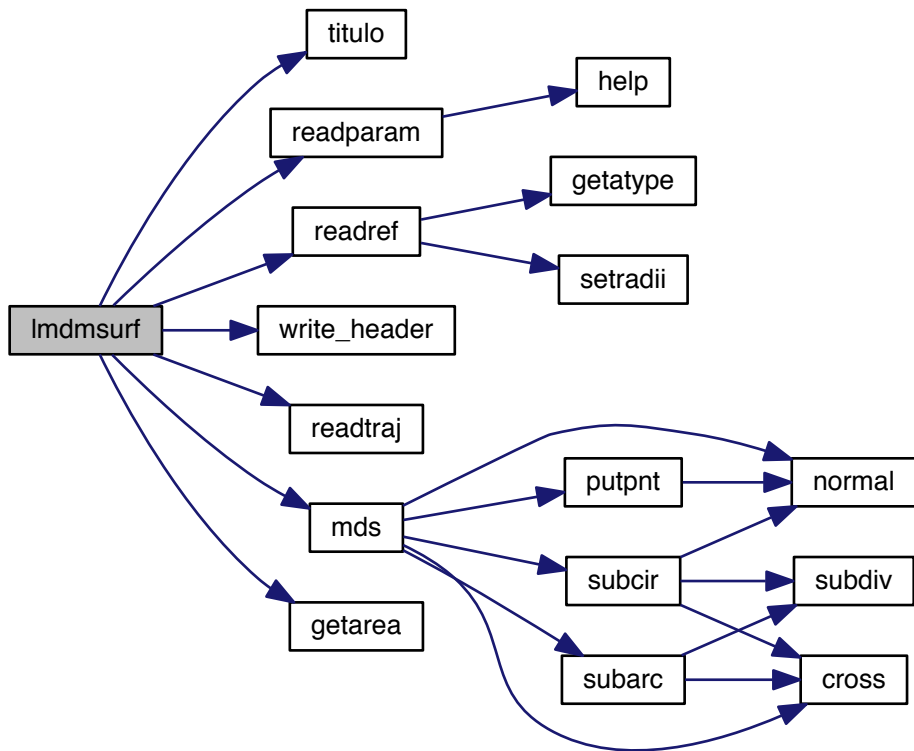 titulo
help
readparam
getatype
readref
setradii
lmdmsurf
write_header
readtraj
putpnt
normal
mds
subcir
subdiv
getarea
subarc
cross